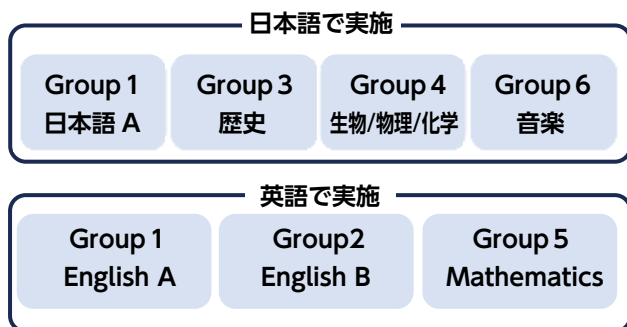 日本語で実施
Group 1
日本語 A
Group 3
歴史
Group 4
生物/物理/化学
Group 6
音楽
英語で実施
Group 1
English A
Group2
English B
Group 5
Mathematics